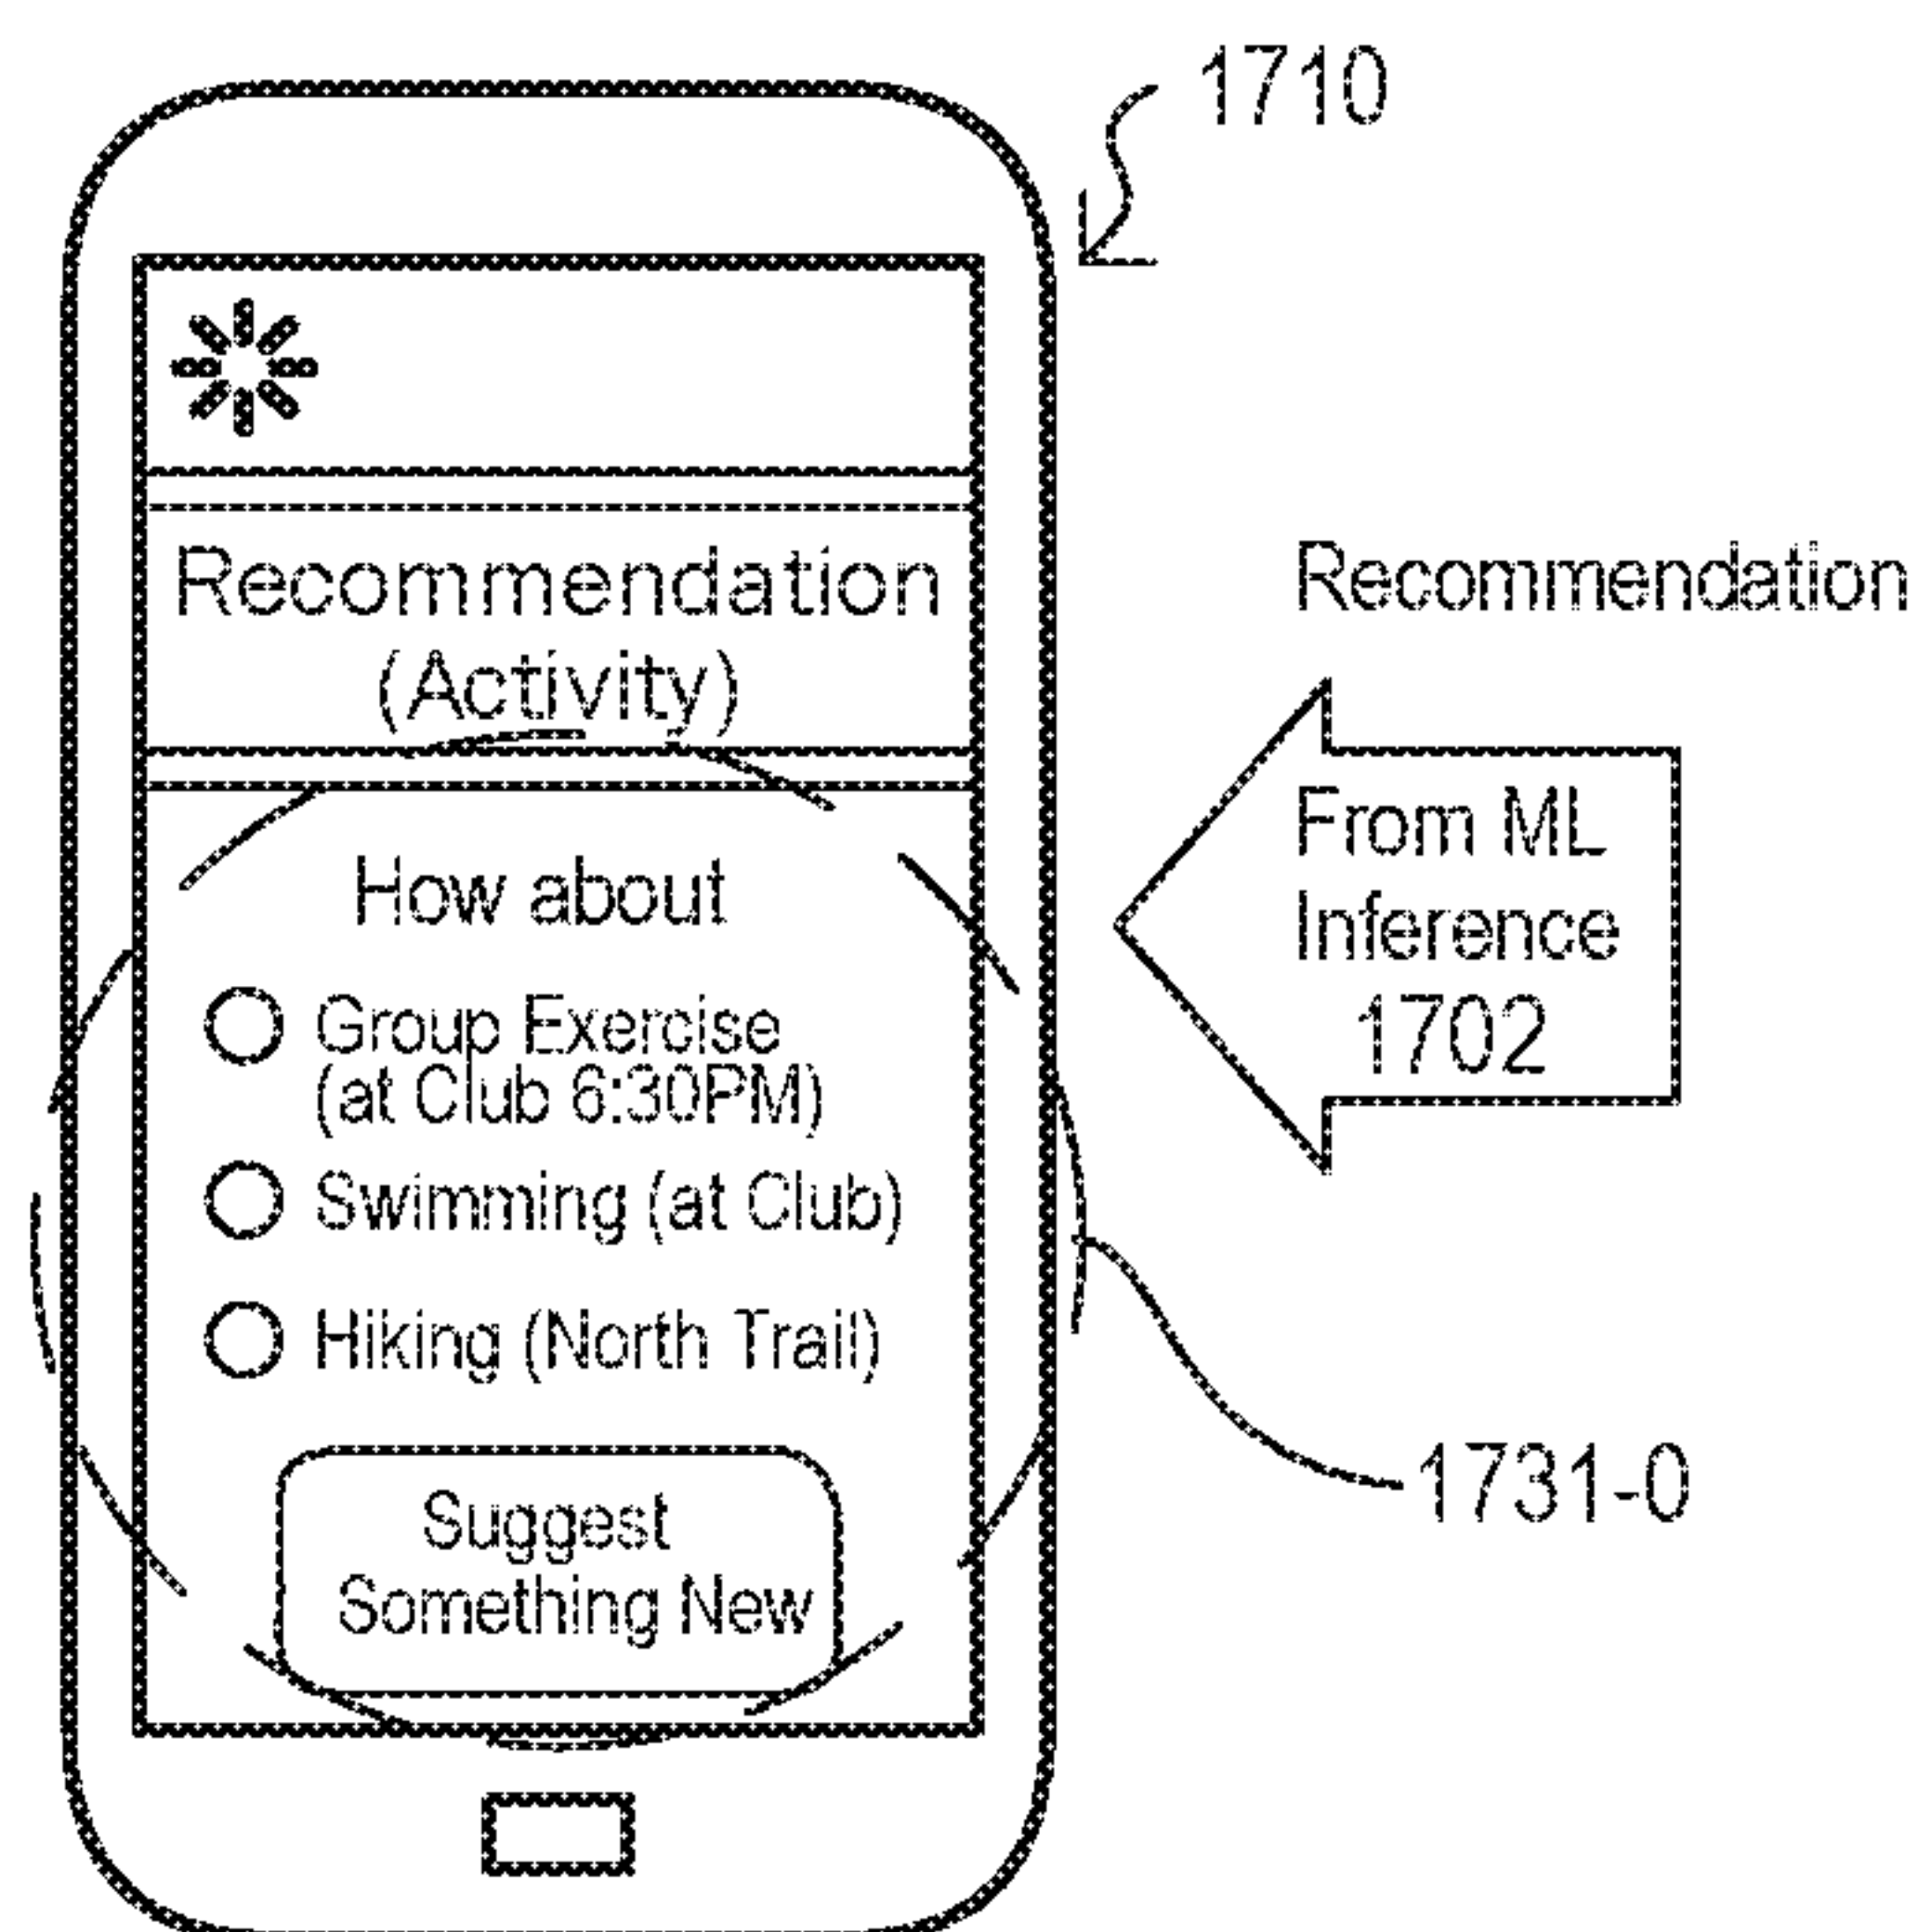 1710
Recommendation
(Activity)
How about
Group Exercise
(at Club 6:30PM)
Swimming (at Club)
Hiking (North Trail)
Suggest
Something New
Recommendation
From ML
Inference
1702
1731-0